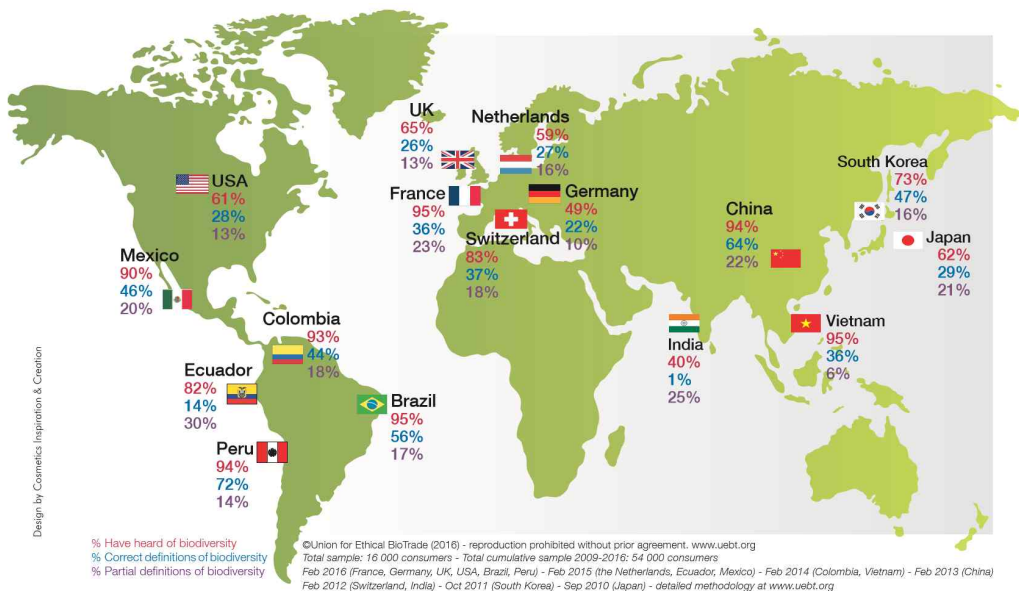 UK
65%
26%
13%
Netherlands
59%
27%
16%
USA
61%
28%
13%
France
95%
36%
23%
Germany
49%
22%
10%
Switzerland
83%
37%
18%
South Korea
73%
47%
16%
China
94%
64%
22%
Japan
62%
29%
21%
Mexico
90%
46%
20%
Colombia
93%
44%
18%
India
40%
1%
25%
Vietnam
95%
36%
6%
Ecuador
82%
14%
30%
Brazil
95%
56%
17%
Peru
94%
72%
14%
Design by Cosmetics Inspiration & Creation
% Have heard of biodiversity
% Correct definitions of biodiversity
% Partial definitions of biodiversity
©Union for Ethical BioTrade (2016) - reproduction prohibited without prior agreement. www.uebt.org
Total sample: 16 000 consumers - Total cumulative sample 2009-2016: 54 000 consumers
Feb 2016 (France, Germany, UK, USA, Brazil, Peru) - Feb 2015 (the Netherlands, Ecuador, Mexico) - Feb 2014 (Colombia, Vietnam) - Feb 2013 (China)
Feb 2012 (Switzerland, India) - Oct 2011 (South Korea) - Sep 2010 (Japan) - detailed methodology at www.uebt.org